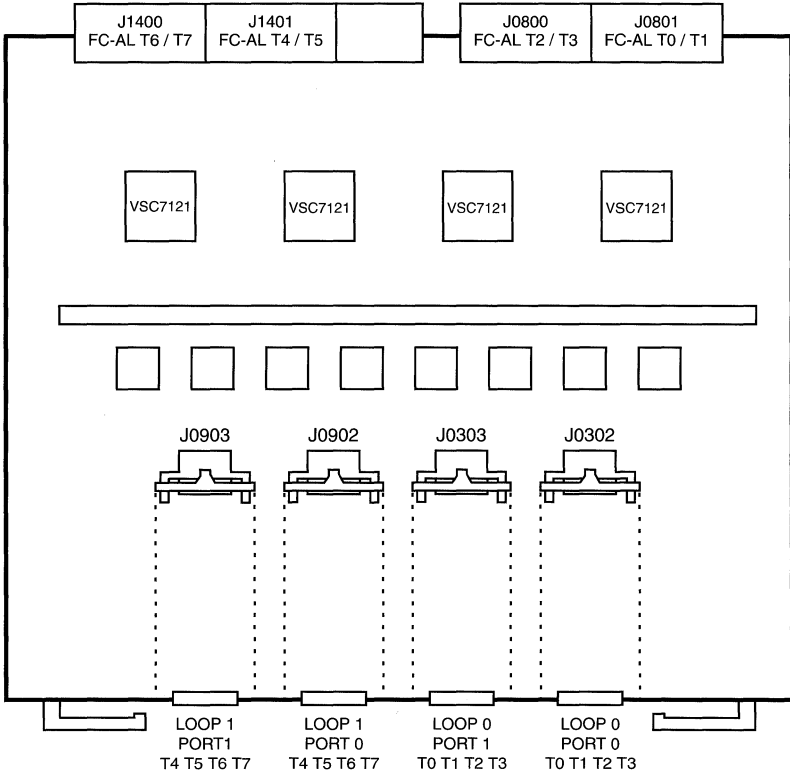 J1400
FC-AL T6 / T7
J1401
FC-AL T4 / T5
J0800
FC-AL T2 / T3
J0801
FC-AL T0 / T1
VSC7121
VSC7121
VSC7121
VSC7121
J0903
J0902
J0303
J0302
LOOP 1
PORT1
T4 T5 T6 T7
LOOP 1
PORT 0
T4 T5 T6 T7
LOOP 0
PORT 1
T0 T1 T2 T3
LOOP 0
PORT 0
T0 T1 T2 T3